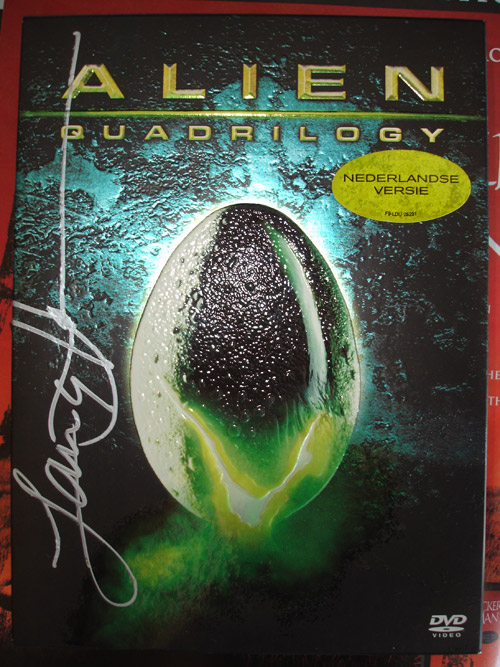 ALIEN
QUADRILOGY
NEDERLANDSE
VERSIE
DVD
VIDEO